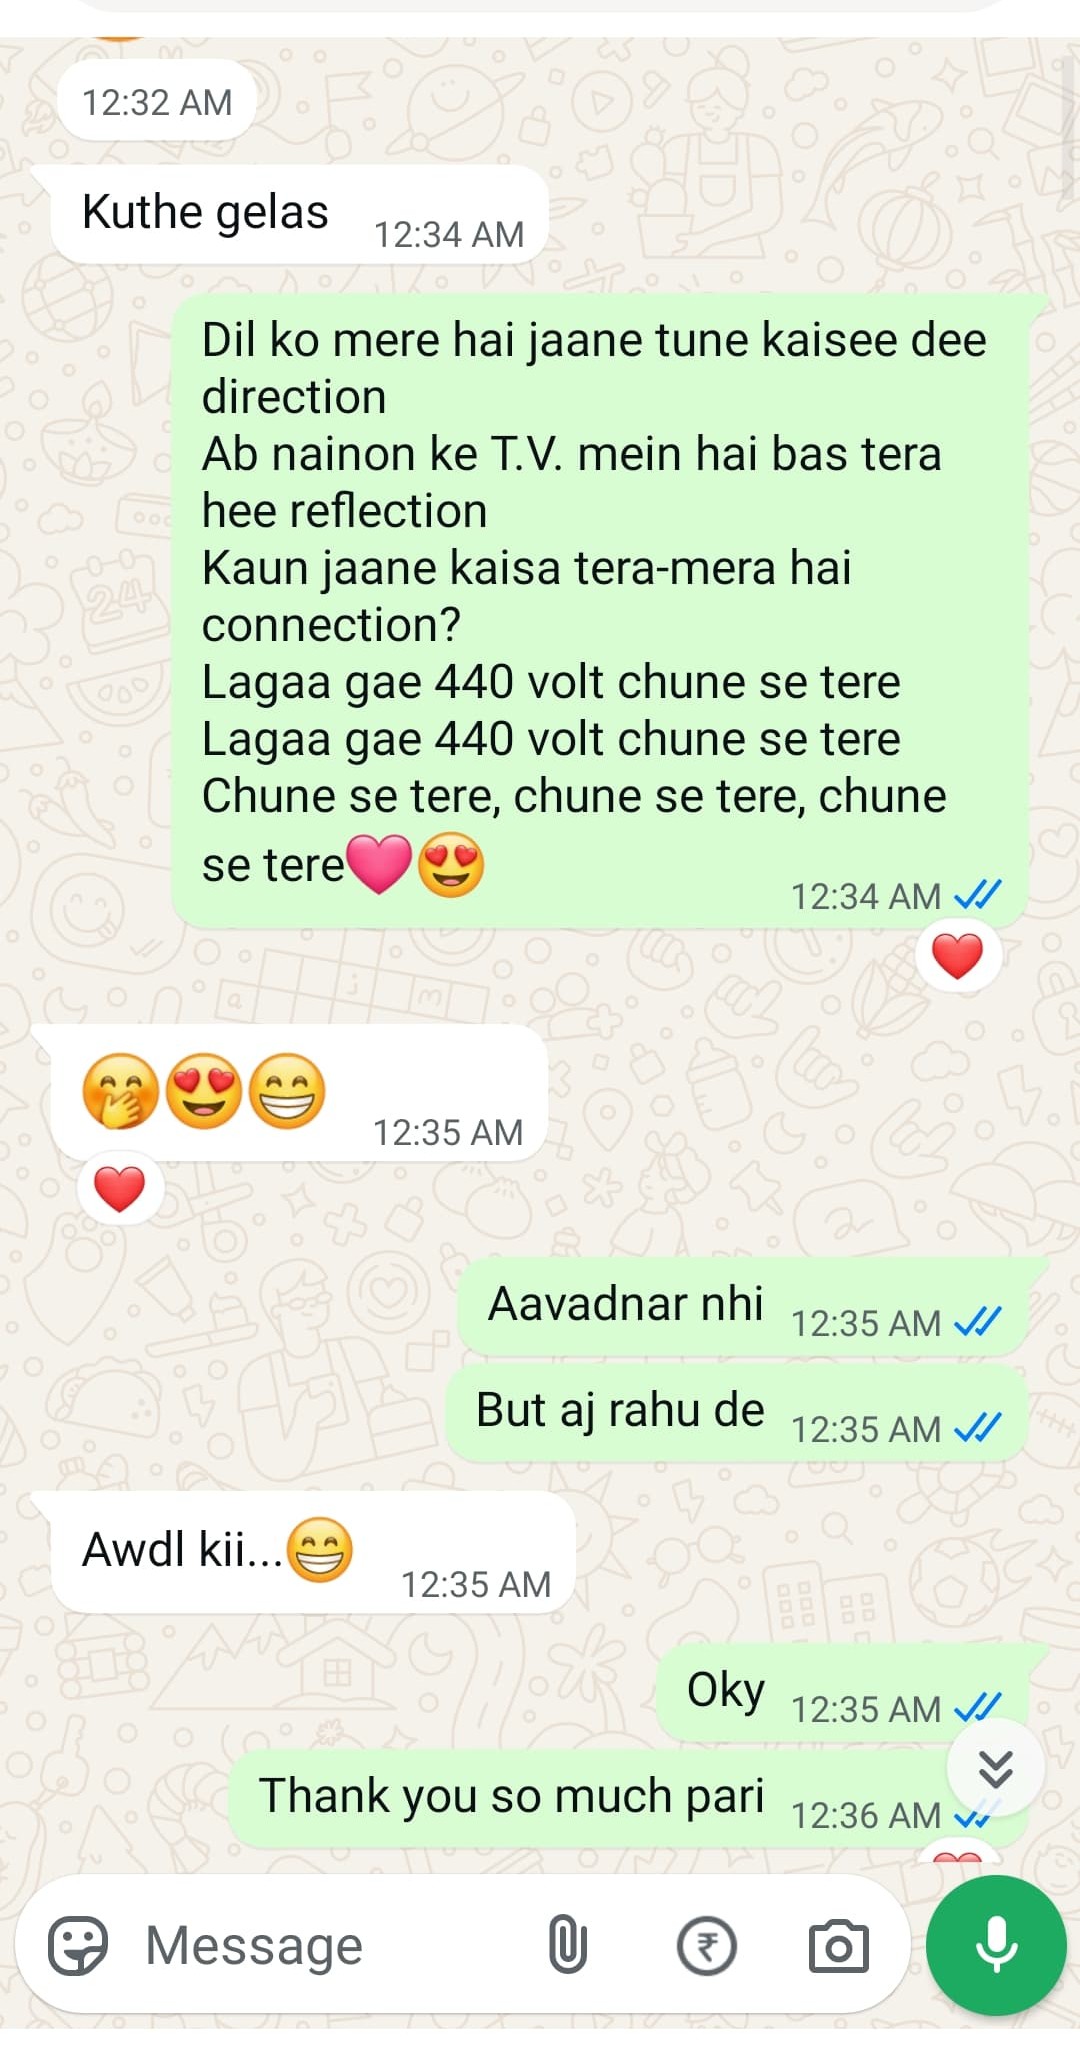 12:32 AM
Kuthe gelas 12:34 AM
Dil ko mere hai jaane tune kaisee dee
direction
Ab nainon ke T.V. mein hai bas tera
hee reflection
Kaun jaane kaisa tera-mera hai
connection?
Lagaa gae 440 volt chune se tere
Lagaa gae 440 volt chune se tere
Chune se tere, chune se tere, chune
se tere💗😍
12:34 AM
❤️
🤭😍😁 12:35 AM
❤️
Aavadnar nhi 12:35 AM
But aj rahu de 12:35 AM
Awdl kii...😁 12:35 AM
Oky 12:35 AM
Thank you so much pari 12:36 AM
Message